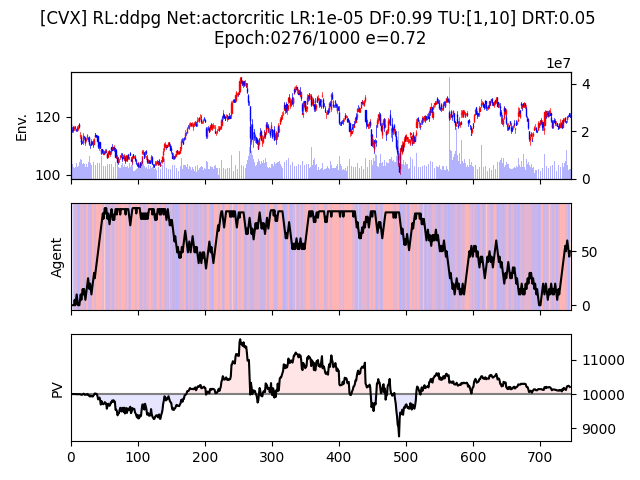 [CVX] RL:ddpg Net:actorcritic LR:1e-05 DF:0.99 TU:[1,10] DRT:0.05
Epoch:0276/1000 e=0.72
1e7
Env.
120
100
4
2
0
Agent
50
0
PV
11000
10000
9000
0 100 200 300 400 500 600 700